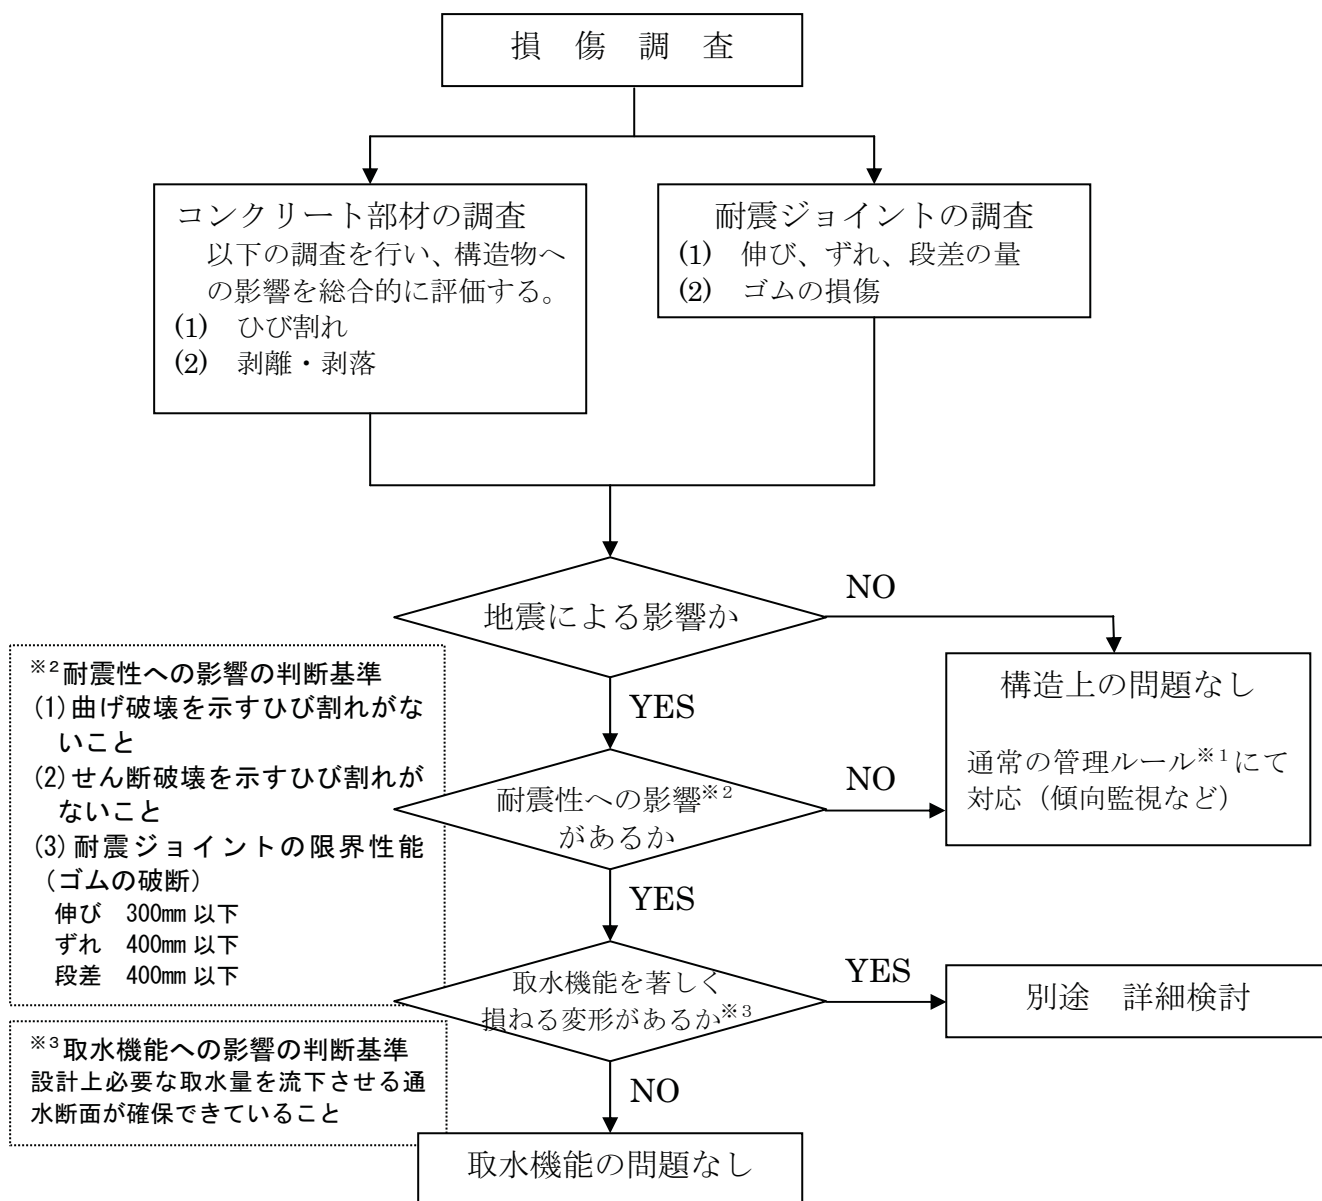 損 傷 調 査
コンクリート部材の調査
以下の調査を行い、構造物へ
の影響を総合的に評価する。
(1) ひび割れ
(2) 剥離・剥落
耐震ジョイントの調査
(1) 伸び、ずれ、段差の量
(2) ゴムの損傷
地震による影響か
NO
YES
構造上の問題なし
通常の管理ルール※1にて
対応（傾向監視など）
※2耐震性への影響の判断基準
(1)曲げ破壊を示すひび割れがな
いこと
(2)せん断破壊を示すひび割れが
ないこと
(3)耐震ジョイントの限界性能
（ゴムの破断）
伸び 300㎜以下
ずれ 400㎜以下
段差 400㎜以下
耐震性への影響※2
があるか
NO
YES
取水機能を著しく
損ねる変形があるか※3
YES
別途 詳細検討
※3取水機能への影響の判断基準
設計上必要な取水量を流下させる通
水断面が確保できていること
NO
取水機能の問題なし